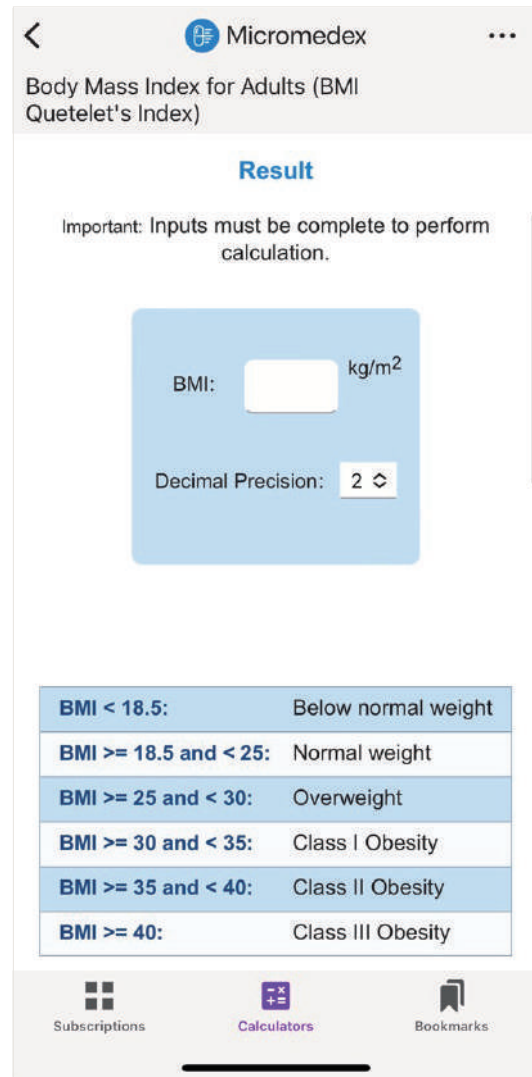 Micromedex
Body Mass Index for Adults (BMI
Quetelet's Index)
Result
Important: Inputs must be complete to perform
calculation.
BMI: kg/m2
Decimal Precision: 2
BMI < 18.5: Below normal weight
BMI >= 18.5 and < 25: Normal weight
BMI >= 25 and < 30: Overweight
BMI >= 30 and < 35: Class I Obesity
BMI >= 35 and < 40: Class II Obesity
BMI >= 40: Class III Obesity
Subscriptions Calculators Bookmarks